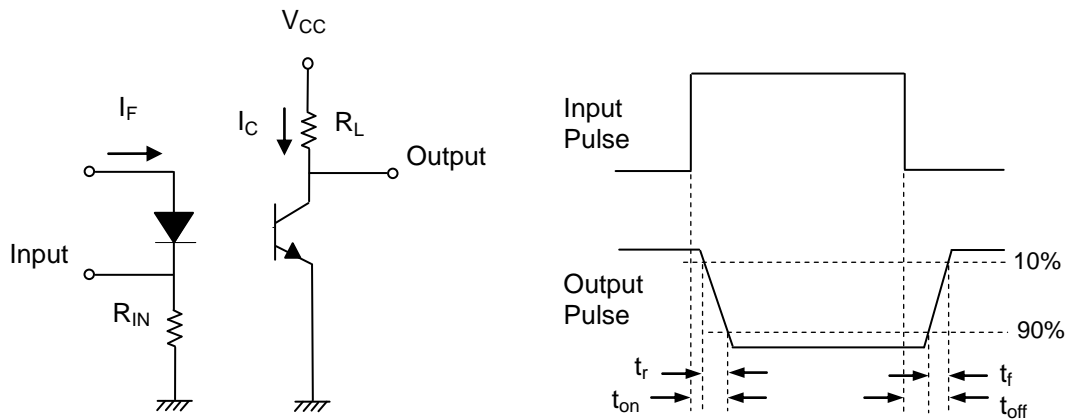 V_CC
I_F
I_C
R_L
Output
Input
R_IN
Input
Pulse
Output
Pulse
10%
90%
t_r
t_on
t_f
t_off